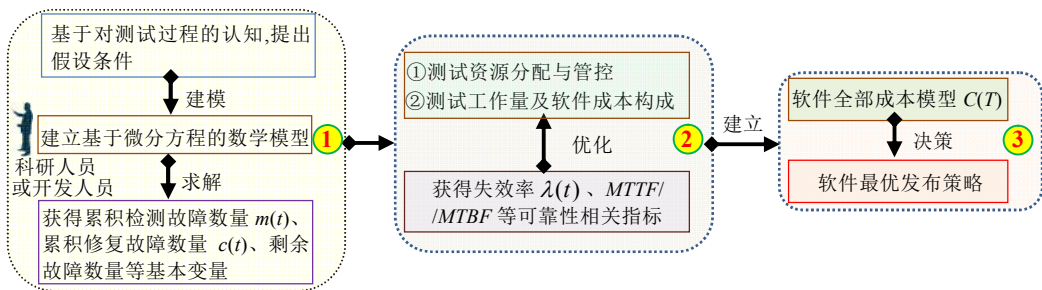 基于对测试过程的认知,提出
假设条件
建模
建立基于微分方程的数学模型
1
科研人员
或开发人员
求解
获得累积检测故障数量 m(t)、
累积修复故障数量 c(t)、剩余
故障数量等基本变量
①测试资源分配与管控
②测试工作量及软件成本构成
优化
2
获得失效率 λ(t) 、MTTF/
/MTBF 等可靠性相关指标
建立
软件全部成本模型 C(T)
决策
3
软件最优发布策略